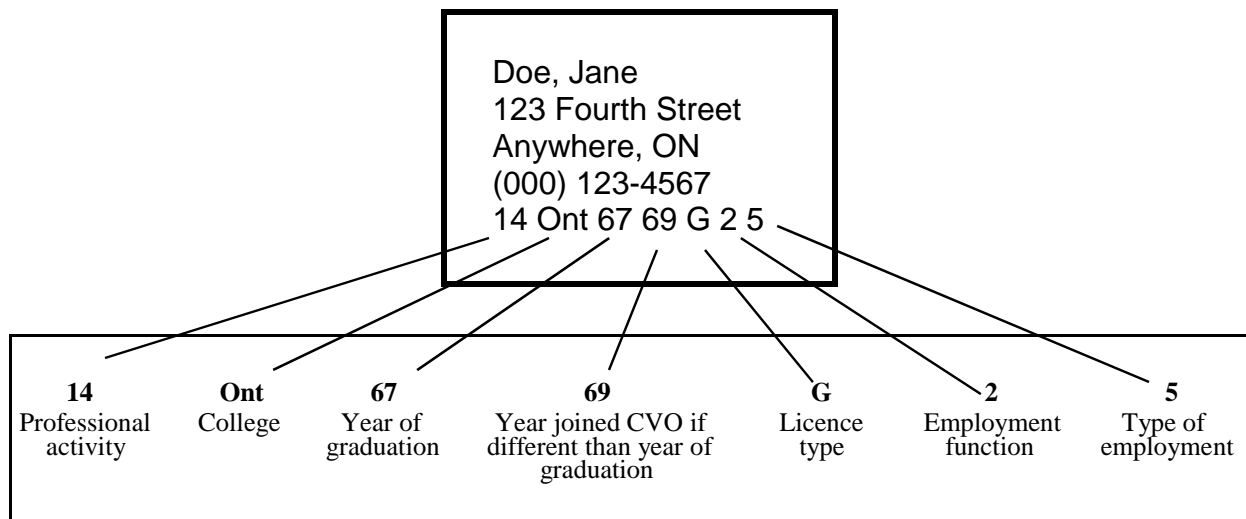 Doe, Jane
123 Fourth Street
Anywhere, ON
(000) 123-4567
14 Ont 67 69 G 2 5
14 Ont 67 69 G 2 5
Professional College Year of Year joined CVO if Licence Employment Type of
activity graduation different than year of type function employment
graduation